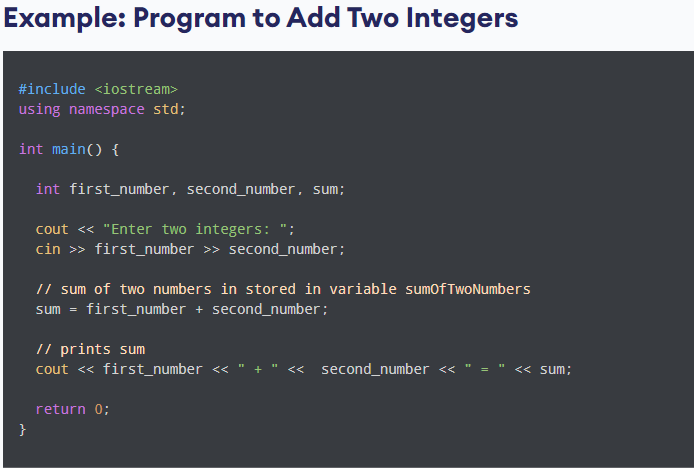 Example: Program to Add Two Integers
#include <iostream>
using namespace std;
int main() {
int first_number, second_number, sum;
cout << "Enter two integers: ";
cin >> first_number >> second_number;
// sum of two numbers in stored in variable sumOfTwoNumbers
sum = first_number + second_number;
// prints sum
cout << first_number << " + " <<  second_number << " = " << sum;
return 0;
}